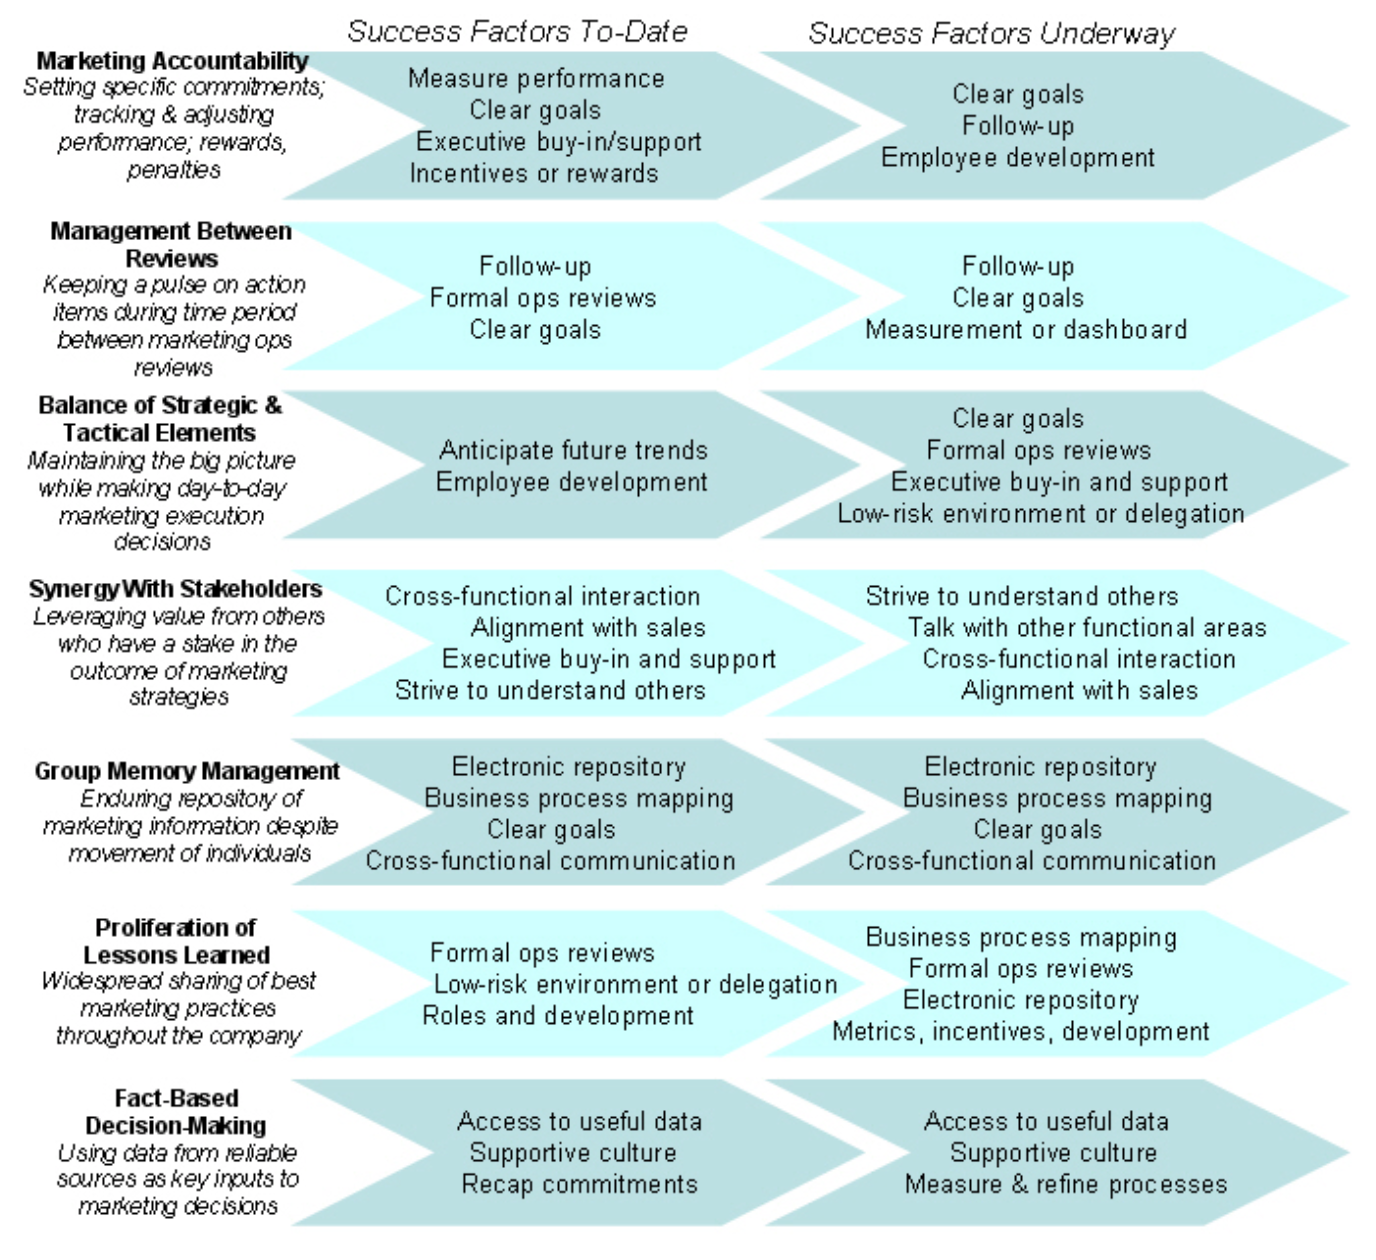 Success Factors To-Date
Success Factors Underway
Marketing Accountability
Setting specific commitments;
tracking & adjusting
performance; rewards,
penalties
Measure performance
Clear goals
Executive buy-in/support
Incentives or rewards
Clear goals
Follow-up
Employee development
Management Between
Reviews
Keeping a pulse on action
items during time period
between marketing ops
reviews
Follow-up
Formal ops reviews
Clear goals
Follow-up
Clear goals
Measurement or dashboard
Balance of Strategic &
Tactical Elements
Maintaining the big picture
while making day-to-day
marketing execution
decisions
Anticipate future trends
Employee development
Clear goals
Formal ops reviews
Executive buy-in and support
Low-risk environment or delegation
Synergy With Stakeholders
Leveraging value from others
who have a stake in the
outcome of marketing
strategies
Cross-functional interaction
Alignment with sales
Executive buy-in and support
Strive to understand others
Strive to understand others
Talk with other functional areas
Cross-functional interaction
Alignment with sales
Group Memory Management
Enduring repository of
marketing information despite
movement of individuals
Electronic repository
Business process mapping
Clear goals
Cross-functional communication
Electronic repository
Business process mapping
Clear goals
Cross-functional communication
Proliferation of
Lessons Learned
Widespread sharing of best
marketing practices
throughout the company
Formal ops reviews
Low-risk environment or delegation
Roles and development
Business process mapping
Formal ops reviews
Electronic repository
Metrics, incentives, development
Fact-Based
Decision-Making
Using data from reliable
sources as key inputs to
marketing decisions
Access to useful data
Supportive culture
Recap commitments
Access to useful data
Supportive culture
Measure & refine processes